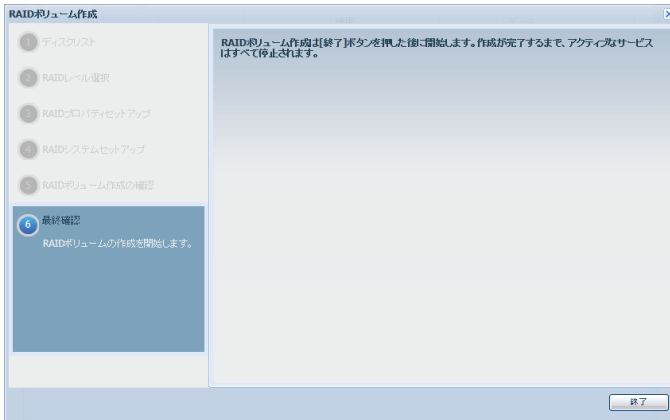 RAIDボリューム作成
1 ディスクリスト
2 RAIDレベル選択
3 RAIDプロパティセットアップ
4 RAIDシステムセットアップ
5 RAIDボリューム作成の確認
6 最終確認
RAIDボリュームの作成を開始します。
RAIDボリューム作成は[終了]ボタンを押した後に開始します。作成が完了するまで、アクティブなサービス
はすべて停止されます。
終了